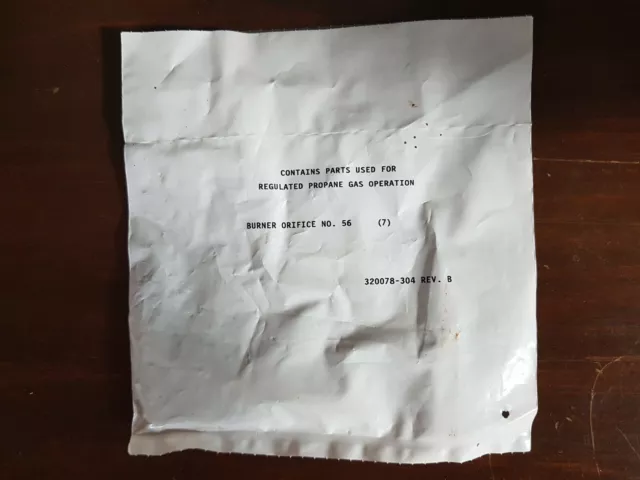 CONTAINS PARTS USED FOR
REGULATED PROPANE GAS OPERATION
BURNER ORIFICE NO. 56 (7)
320078-304 REV. B